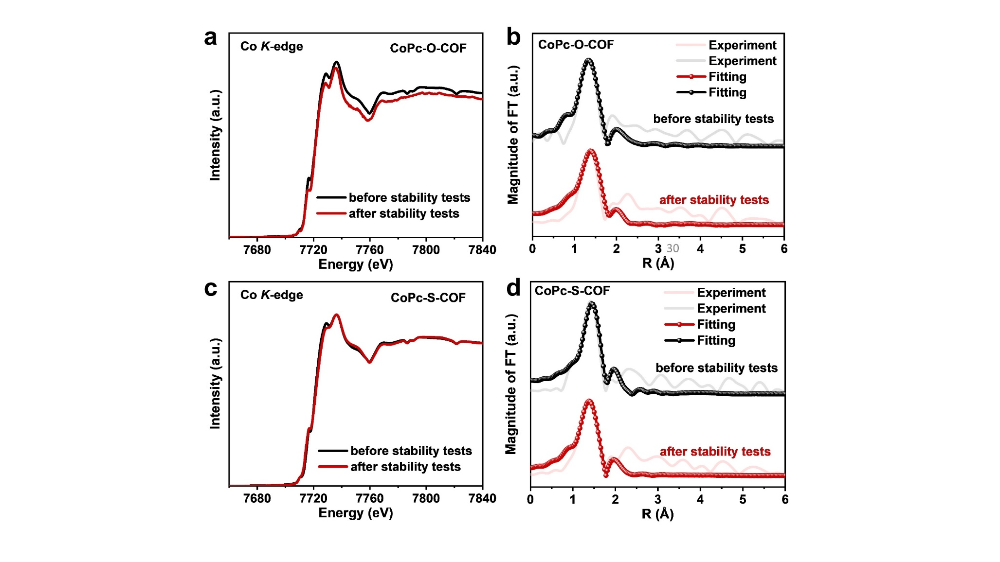 a
Co K-edge
CoPc-O-COF
Intensity (a.u.)
before stability tests
after stability tests
7680 7720 7760 7800 7840
Energy (eV)
b
CoPc-O-COF
Experiment
Experiment
Fitting
Fitting
before stability tests
after stability tests
Magnitude of FT (a.u.)
0 1 2 3 30 4 5 6
R (Å)
c
Co K-edge
CoPc-S-COF
Intensity (a.u.)
before stability tests
after stability tests
7680 7720 7760 7800 7840
Energy (eV)
d
CoPc-S-COF
Experiment
Experiment
Fitting
Fitting
before stability tests
after stability tests
Magnitude of FT (a.u.)
0 1 2 3 4 5 6
R (Å)